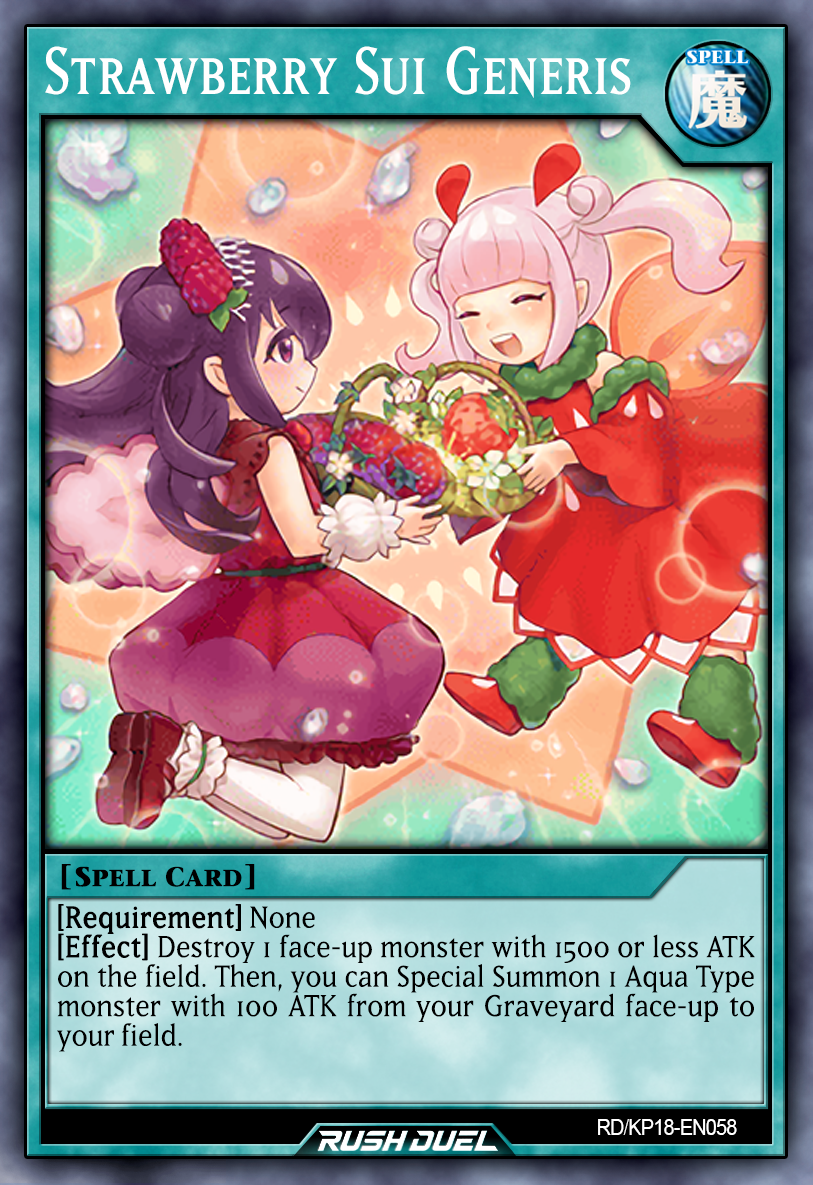 Strawberry Sui Generis
SPELL
魔
[Spell Card]
[Requirement] None
[Effect] Destroy 1 face-up monster with 1500 or less ATK
on the field. Then, you can Special Summon 1 Aqua Type
monster with 100 ATK from your Graveyard face-up to
your field.
RD/KP18-EN058
RUSH DUEL